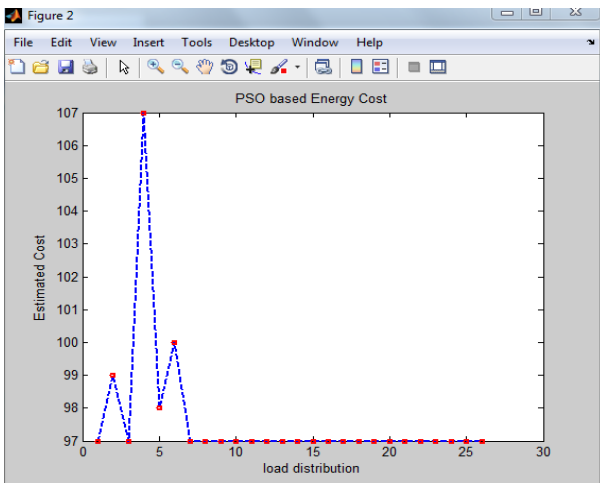 Figure 2
File Edit View Insert Tools Desktop Window Help
PSO based Energy Cost
107
106
105
104
103
102
101
100
99
98
97
Estimated Cost
0 5 10 15 20 25 30
load distribution